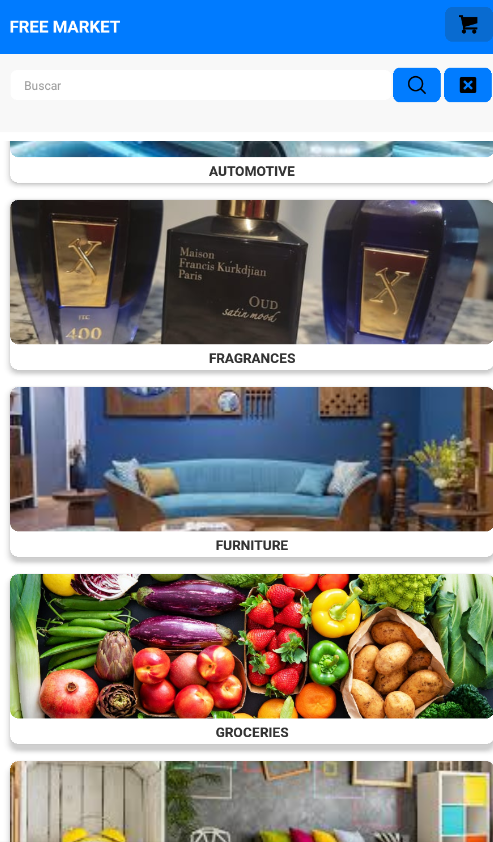 FREE MARKET
Buscar
AUTOMOTIVE
Maison
Francis Kurkdjian
Paris
OUD
satin mood
X
400
X
FRAGRANCES
FURNITURE
GROCERIES